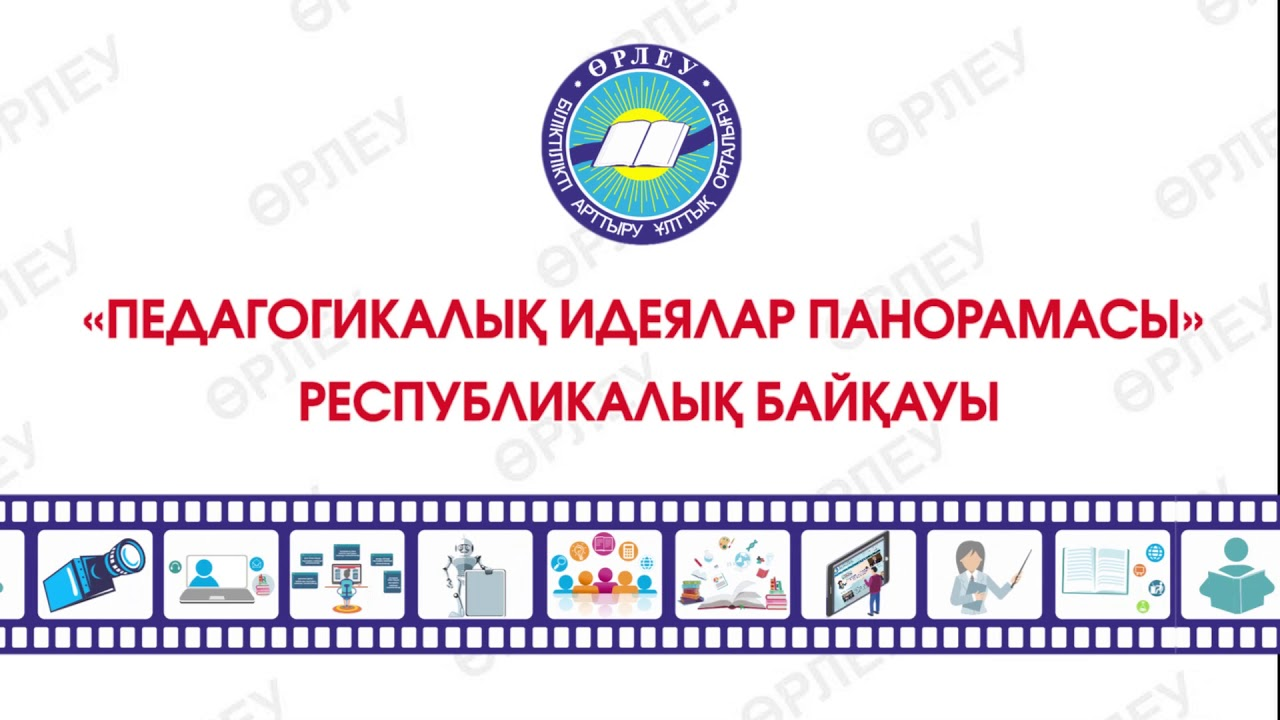 ӨРЛЕУ
БІЛІКТІЛІКТІ АРТТЫРУ ҰЛТТЫҚ ОРТАЛЫҒЫ
«ПЕДАГОГИКАЛЫҚ ИДЕЯЛАР ПАНОРАМАСЫ»
РЕСПУБЛИКАЛЫҚ БАЙҚАУЫ